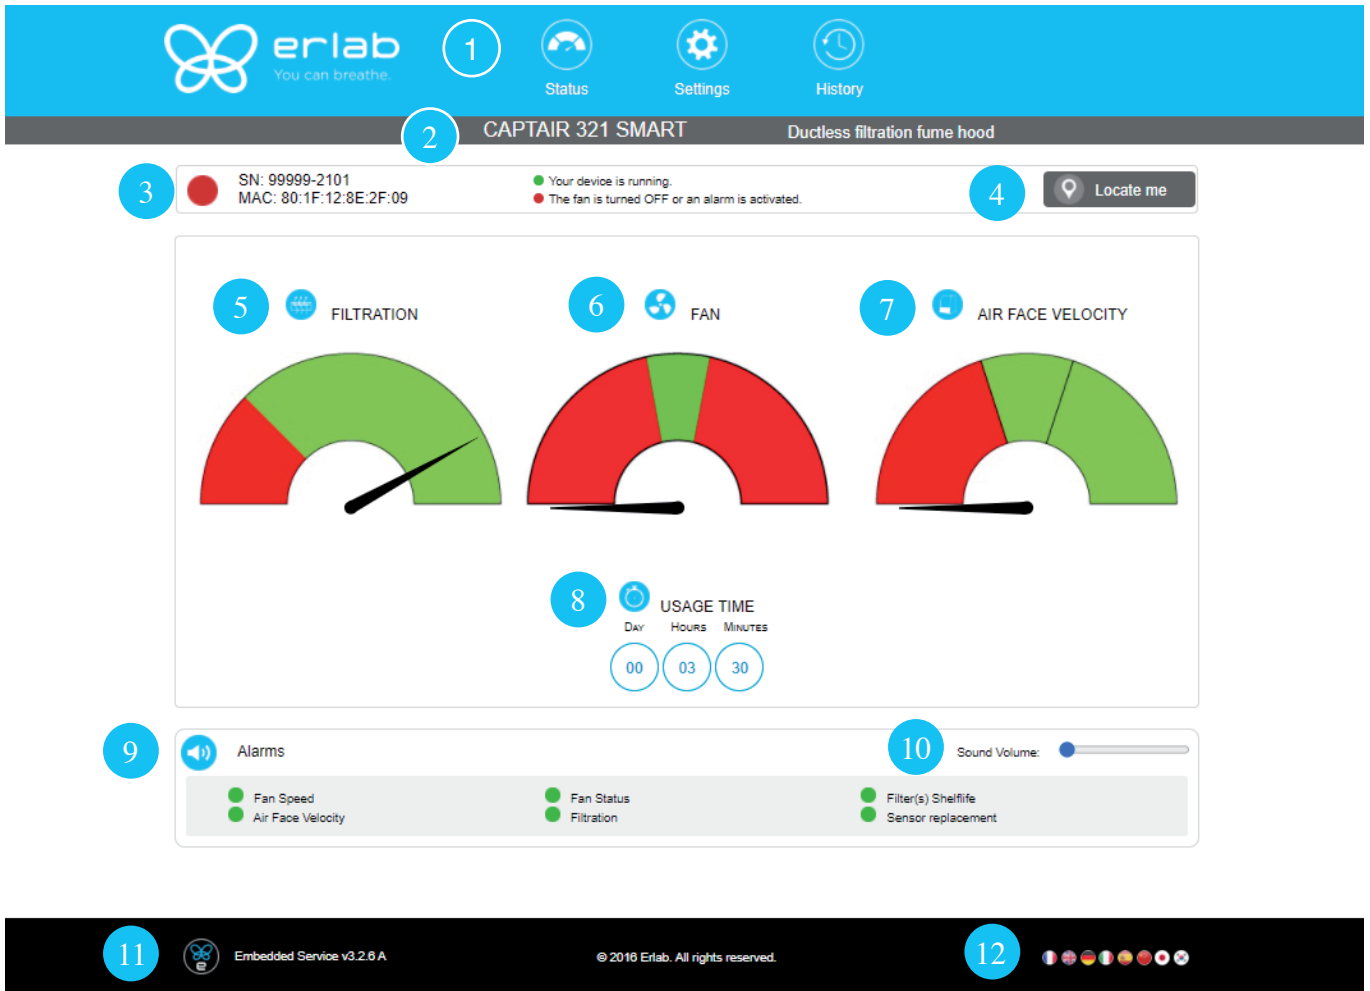 erlab
You can breathe.
1
Status
Settings
History
2
CAPTAIR 321 SMART
Ductless filtration fume hood
3
SN: 99999-2101
MAC: 80:1F:12:8E:2F:09
Your device is running.
The fan is turned OFF or an alarm is activated.
4
Locate me
5
FILTRATION
6
FAN
7
AIR FACE VELOCITY
8
USAGE TIME
DAY HOURS MINUTES
00 03 30
9
Alarms
10
Sound Volume:
Fan Speed
Fan Status
Filter(s) Shelflife
Air Face Velocity
Filtration
Sensor replacement
11
e
Embedded Service v3.2.6 A
© 2016 Erlab. All rights reserved.
12